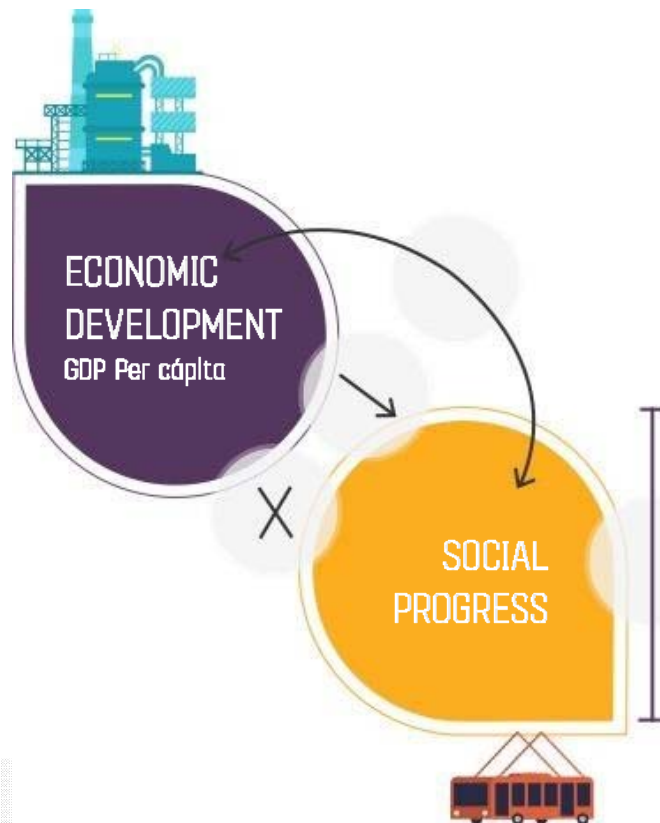 ECONOMIC
DEVELOPMENT
GDP Per cápita
SOCIAL
PROGRESS